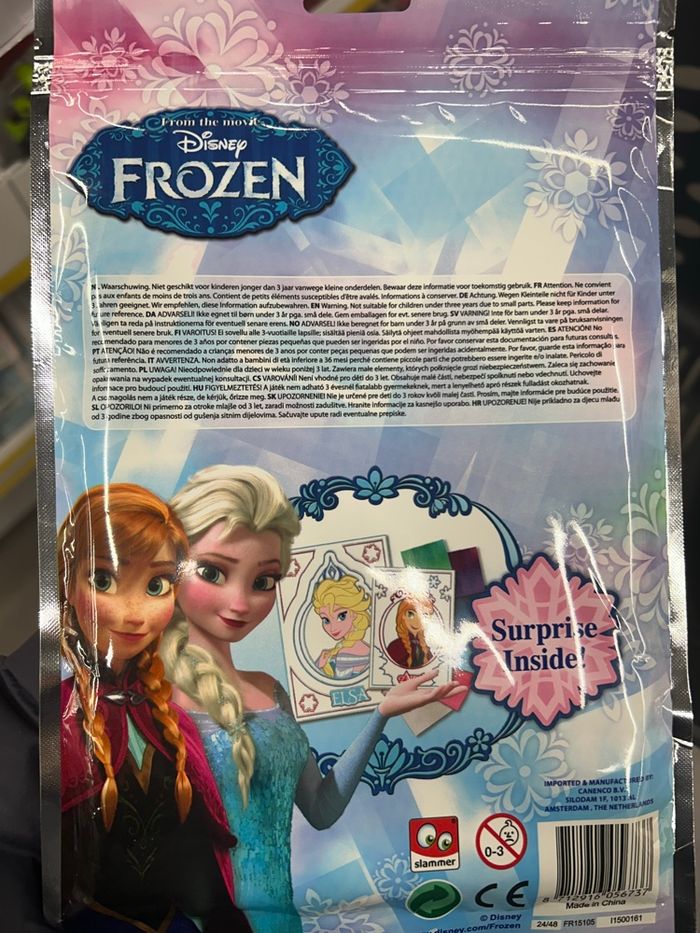 From the movie
Disney
FROZEN
NL Waarschuwing. Niet geschikt voor kinderen jonger dan 3 jaar vanwege kleine onderdelen. Bewaar deze informatie voor toekomstig gebruik. FR Attention. Ne convient
pas aux enfants de moins de trois ans. Contient de petits éléments susceptibles d'être avalés. Informations à conserver. DE Achtung. Wegen Kleinteile nicht für Kinder unter
3 Jahren geeignet. Wir empfehlen, diese Information aufzubewahren. EN Warning. Not suitable for children under three years due to small parts. Please keep information for
future reference. DA ADVARSEL! Ikke egnet til børn under 3 år pga. små dele. Gem emballagen for evt. senere brug. SV VARNING! Inte för barn under 3 år pga. små delar.
Vänligen ta reda på instruktionerna för eventuell senare erens. NO ADVARSEL! Ikke beregnet for barn under 3 år på grunn av små deler. Vennligst ta vare på bruksanvisningen
for eventuell senere bruk. FI VAROITUS! Ei sovellu alle 3-vuotiaille lapsille; sisältää pieniä osia. Säilytä ohjeet mahdollista myöhempää käyttöä varten. ES ATENCIÓN! No
recomendado para menores de 3 años por contener piezas pequeñas que pueden ser ingeridas por el niño. Por favor conservar esta documentación para futuras consultas.
PT ATENÇÃO! Não é recomendado a crianças menores de 3 anos por conter peças pequenas que podem ser ingeridas acidentalmente. Por favor, guarde esta informação para
futura referência. IT AVERTENZA. Non adatto a bambini di età inferiore a 36 mesi perché contiene piccole parti che potrebbero essere ingerite e/o inalate. Pericolo di
soffocamento. PL UWAGA! Nieodpowiednie dla dzieci w wieku poniżej 3 lat. Zawiera małe elementy, których połknięcie grozi niebezpieczeństwem. Zaleca się zachowanie
opakowania na wypadek ewentualnej konsultacji. CS VAROVÁNÍ! Není vhodné pro děti do 3 let. Obsahuje malé části, nebezpečí spolknutí nebo vdechnutí. Uchovejte
informace pro budoucí použití. HU FIGYELMEZTETÉS! A játék nem adható 3 évesnél fiatalabb gyermekeknek, mert a lenyelhető apró részek fulladást okozhatnak.
A csomagolás nem a játék része, de kérjük, őrizze meg. SK UPOZORNENIE! Nie je určené pre deti do 3 rokov kvôli malej časti. Prosím, majte informácie pre budúce použitie.
SL OPOZORILO! Ni primerno za otroke mlajše od 3 let, zaradi možnosti zadušitve. Hranite informacije za kasnejšo uporabo. HR UPOZORENJE! Nije prikladno za djecu mlađu
od 3 godine zbog opasnosti od gušenja sitnim dijelovima. Sačuvajte upute radi eventualne prepiske.
ELSA
Surprise
Inside!
IMPORTED & MANUFACTURED BY:
CANENCO B.V.
SILODAM 1F, 1013 AL
AMSTERDAM, THE NETHERLANDS
slammer
0-3
CE
8 712916 056737
Made in China
© Disney
disney.com/Frozen
24/48 FR15105 I1500161